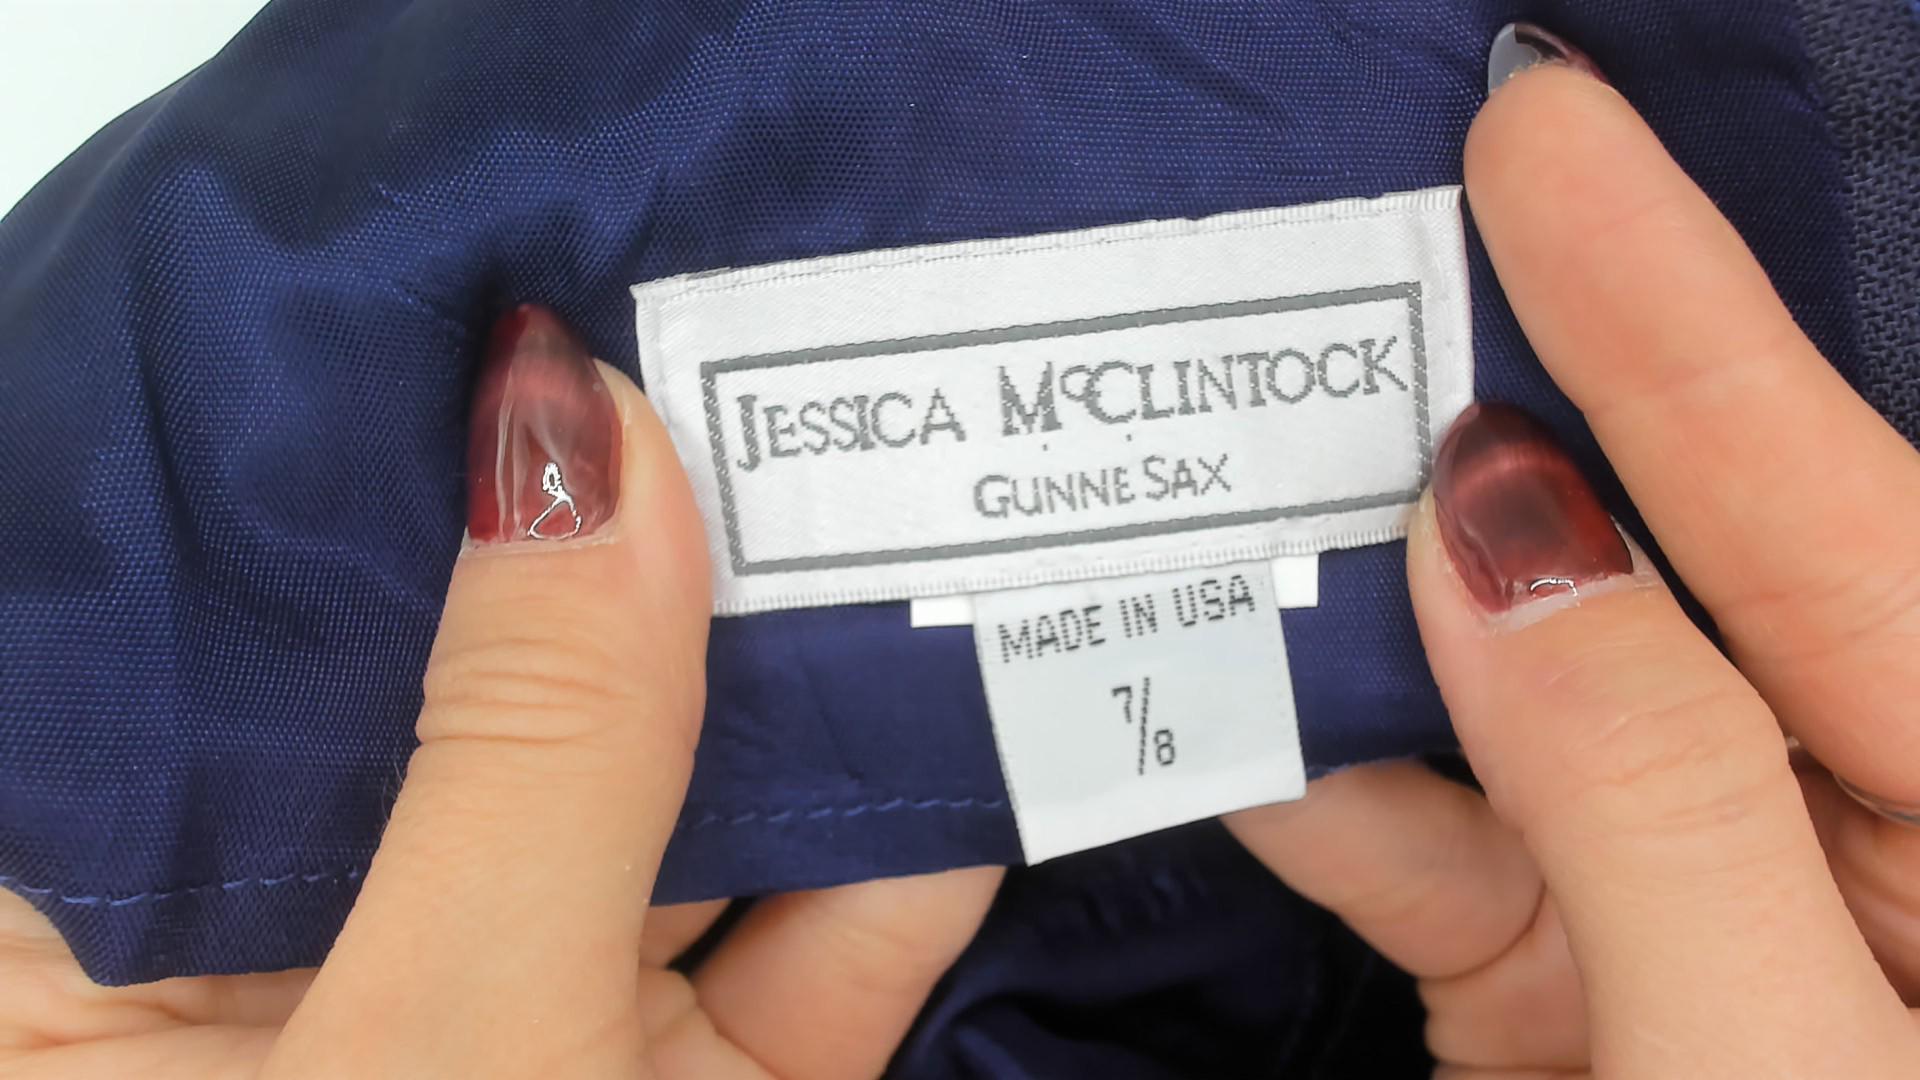 JESSICA McCLINTOCK
GUNNE SAX
MADE IN USA
7/8